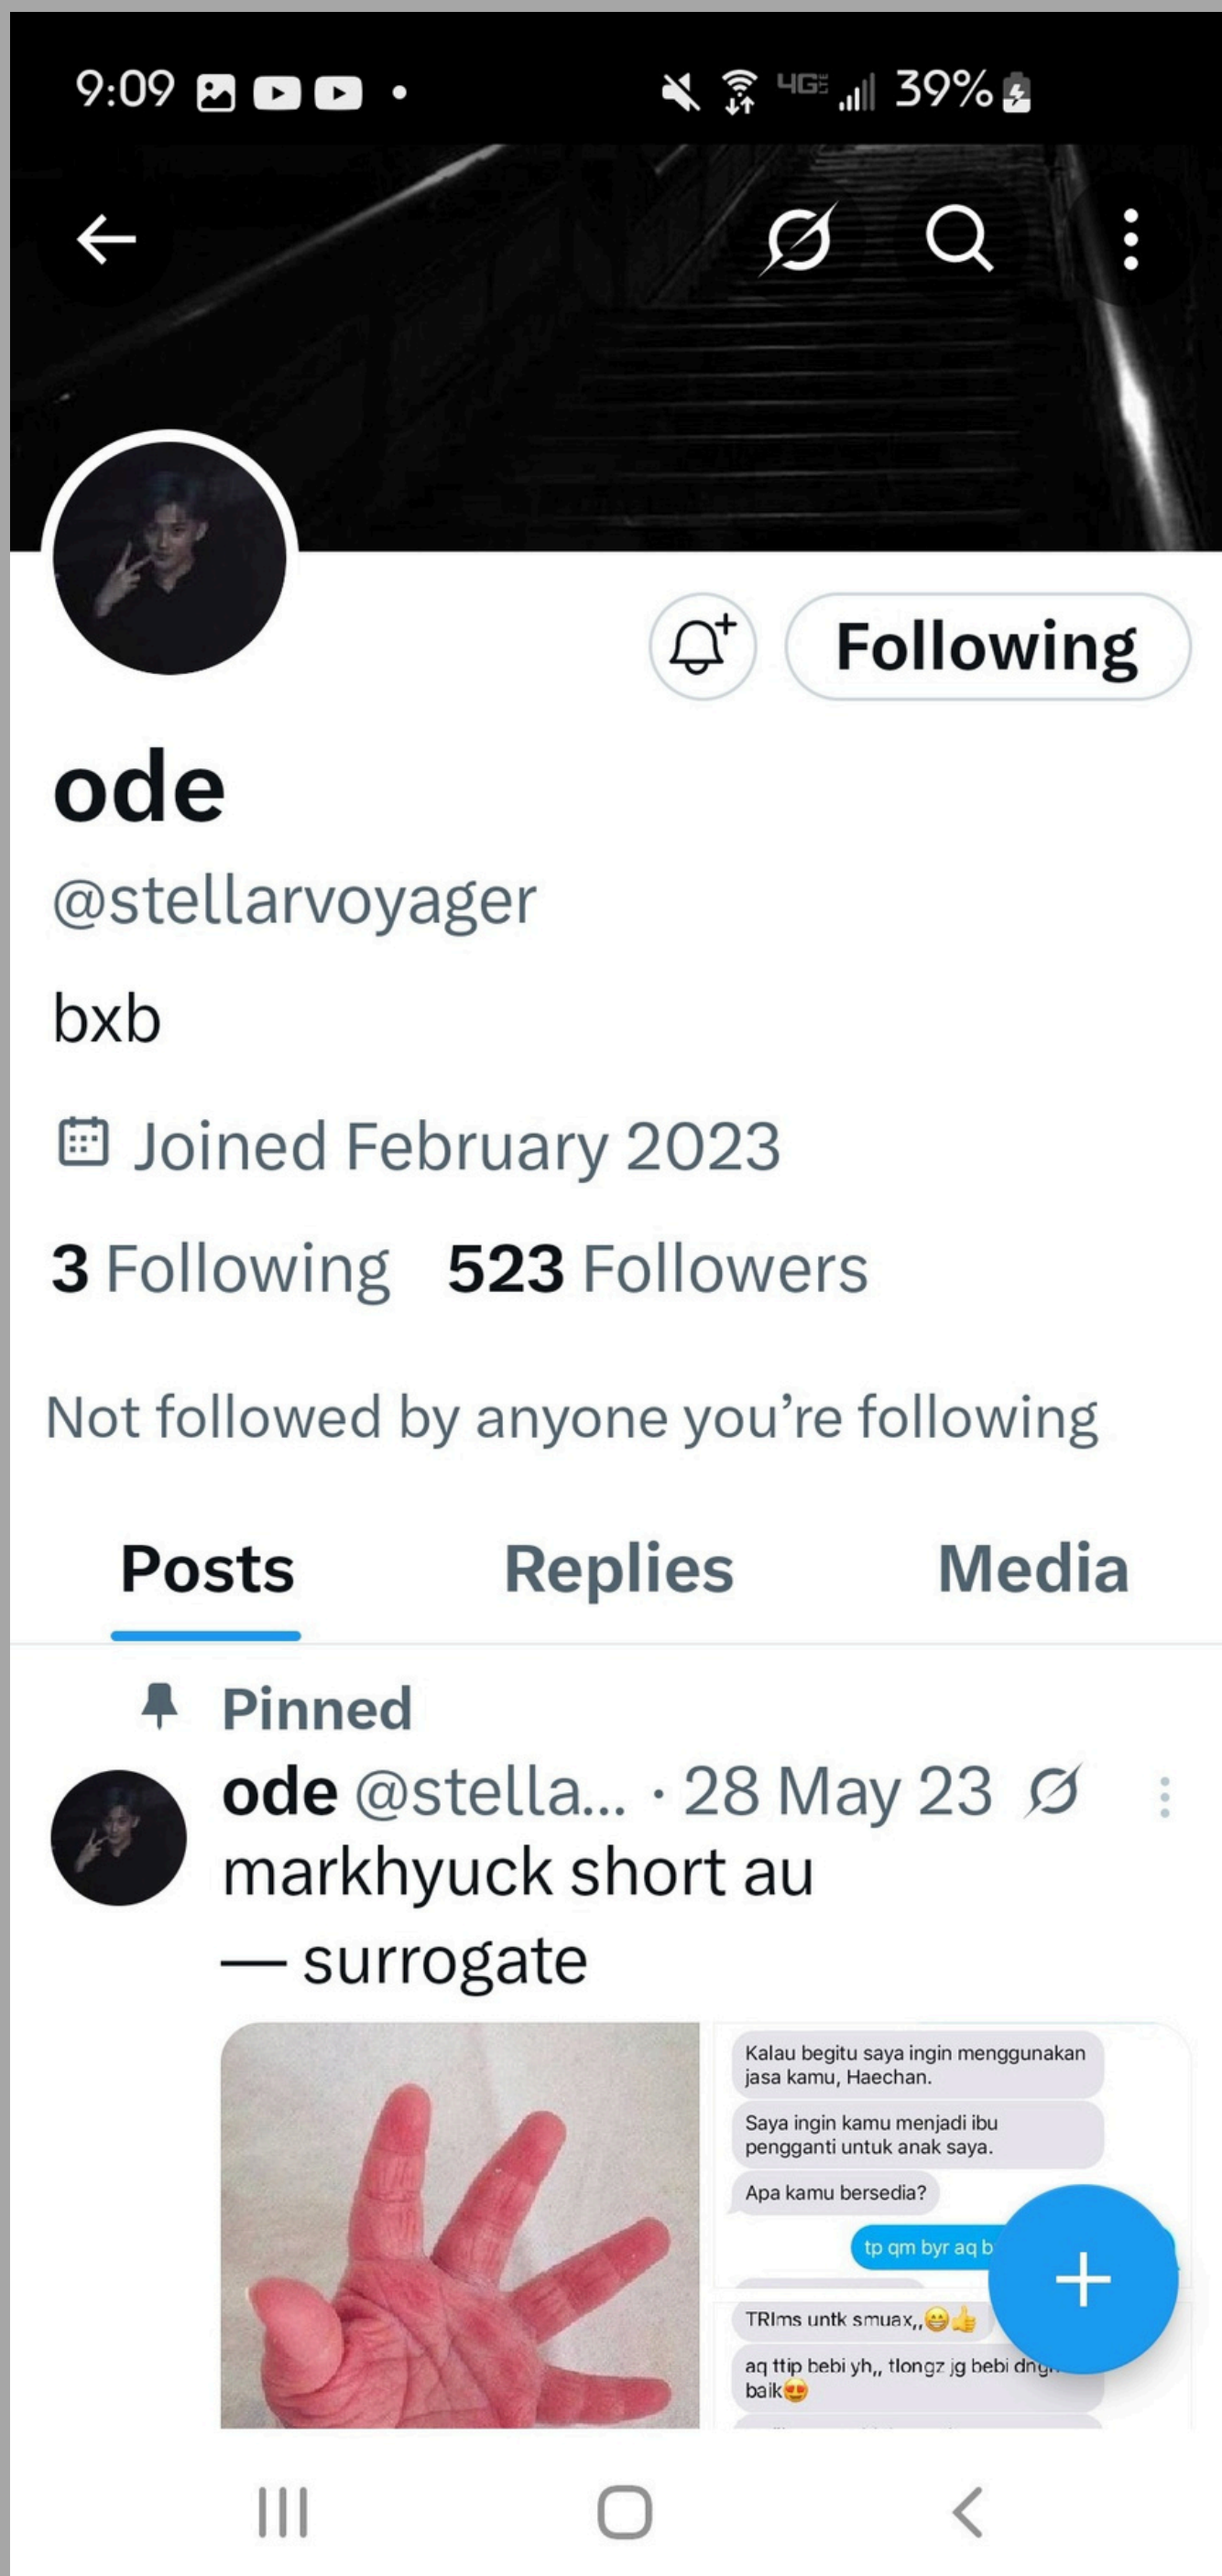 9:09
4G LTE
39%
Following
ode
@stellarvoyager
bxb
Joined February 2023
3 Following 523 Followers
Not followed by anyone you’re following
Posts Replies Media
Pinned
ode @stella... · 28 May 23
markhyuck short au
— surrogate
Kalau begitu saya ingin menggunakan
jasa kamu, Haechan.
Saya ingin kamu menjadi ibu
pengganti untuk anak saya.
Apa kamu bersedia?
tp qm byr aq
TRIms untk smuax,,😄👍
aq ttip bebi yh,, tlongz jg bebi
baik😍